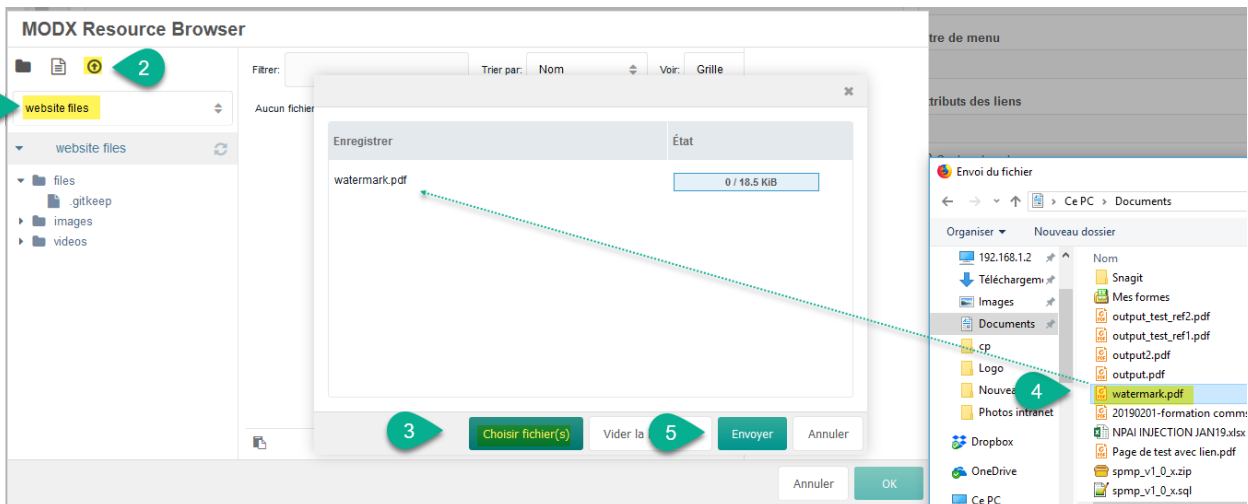 MODX Resource Browser
2
Filtrer:
Trier par: Nom
Voir: Grille
website files
Aucun fichier
website files
files
.gitkeep
images
videos
Enregistrer
État
watermark.pdf
0 / 18.5 KiB
3
Choisir fichier(s)
Vider la
5
Envoyer
Annuler
Annuler
OK
tre de menu
ttributs des liens
Envoi du fichier
Ce PC > Documents
Organiser
Nouveau dossier
192.168.1.2
Téléchargem
Images
Documents
cp
Logo
Nouvea
Photos intranet
Dropbox
OneDrive
Ce PC
Nom
Snagit
Mes formes
output_test_ref2.pdf
output_test_ref1.pdf
output2.pdf
output.pdf
4
watermark.pdf
20190201-formation comms
NPAI INJECTION JAN19.xlsx
Page de test avec lien.pdf
spmp_v1_0_x.zip
spmp_v1_0_x.sql